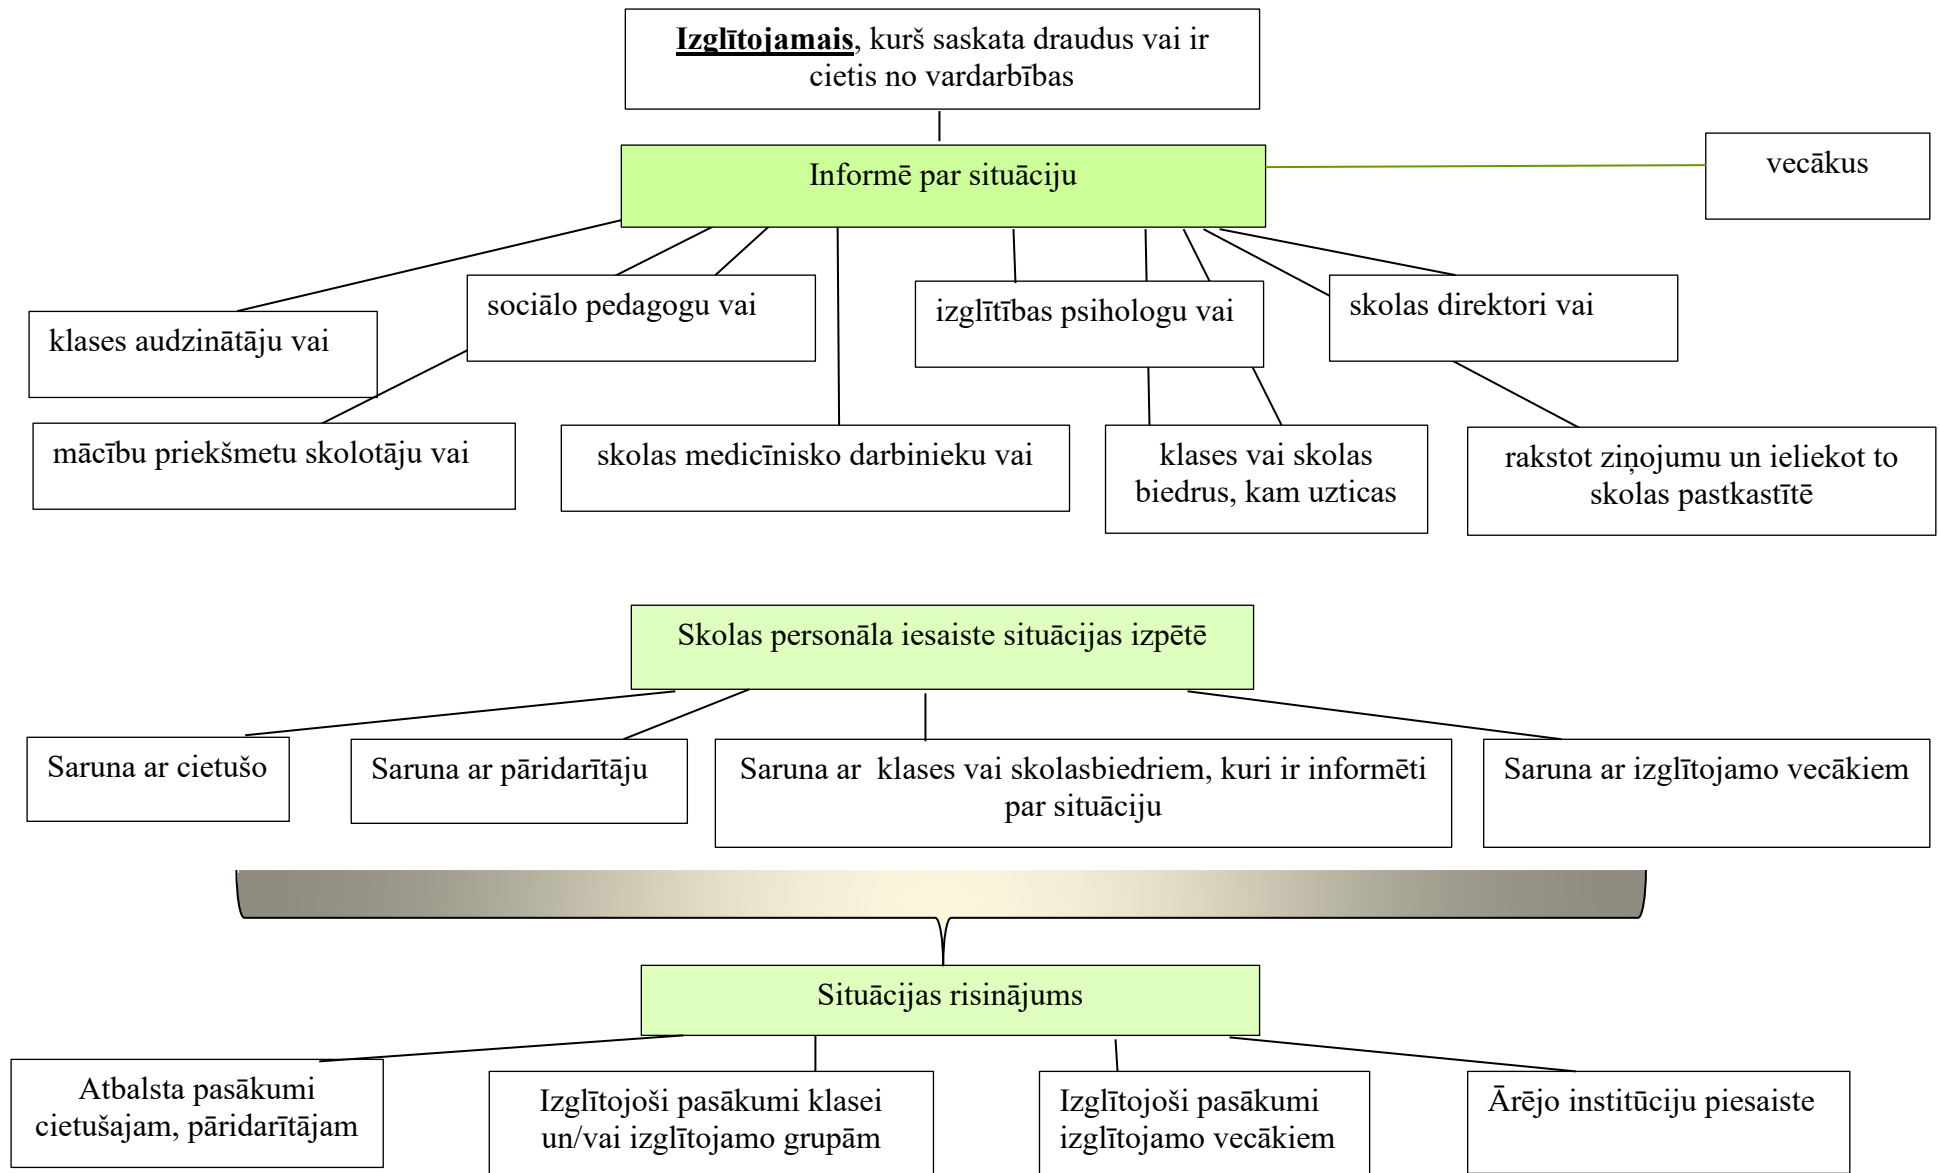 Izglītojamais, kurš saskata draudus vai ir
cietis no vardarbības
Informē par situāciju
vecākus
klases audzinātāju vai
sociālo pedagogu vai
izglītības psihologu vai
skolas direktori vai
mācību priekšmetu skolotāju vai
skolas medicīnisko darbinieku vai
klases vai skolas
biedrus, kam uzticas
rakstot ziņojumu un ieliekot to
skolas pastkastītē
Skolas personāla iesaiste situācijas izpētē
Saruna ar cietušo
Saruna ar pāridarītāju
Saruna ar klases vai skolasbiedriem, kuri ir informēti
par situāciju
Saruna ar izglītojamo vecākiem
Situācijas risinājums
Atbalsta pasākumi
cietušajam, pāridarītājam
Izglītojoši pasākumi klasei
un/vai izglītojamo grupām
Izglītojoši pasākumi
izglītojamo vecākiem
Ārējo institūciju piesaiste